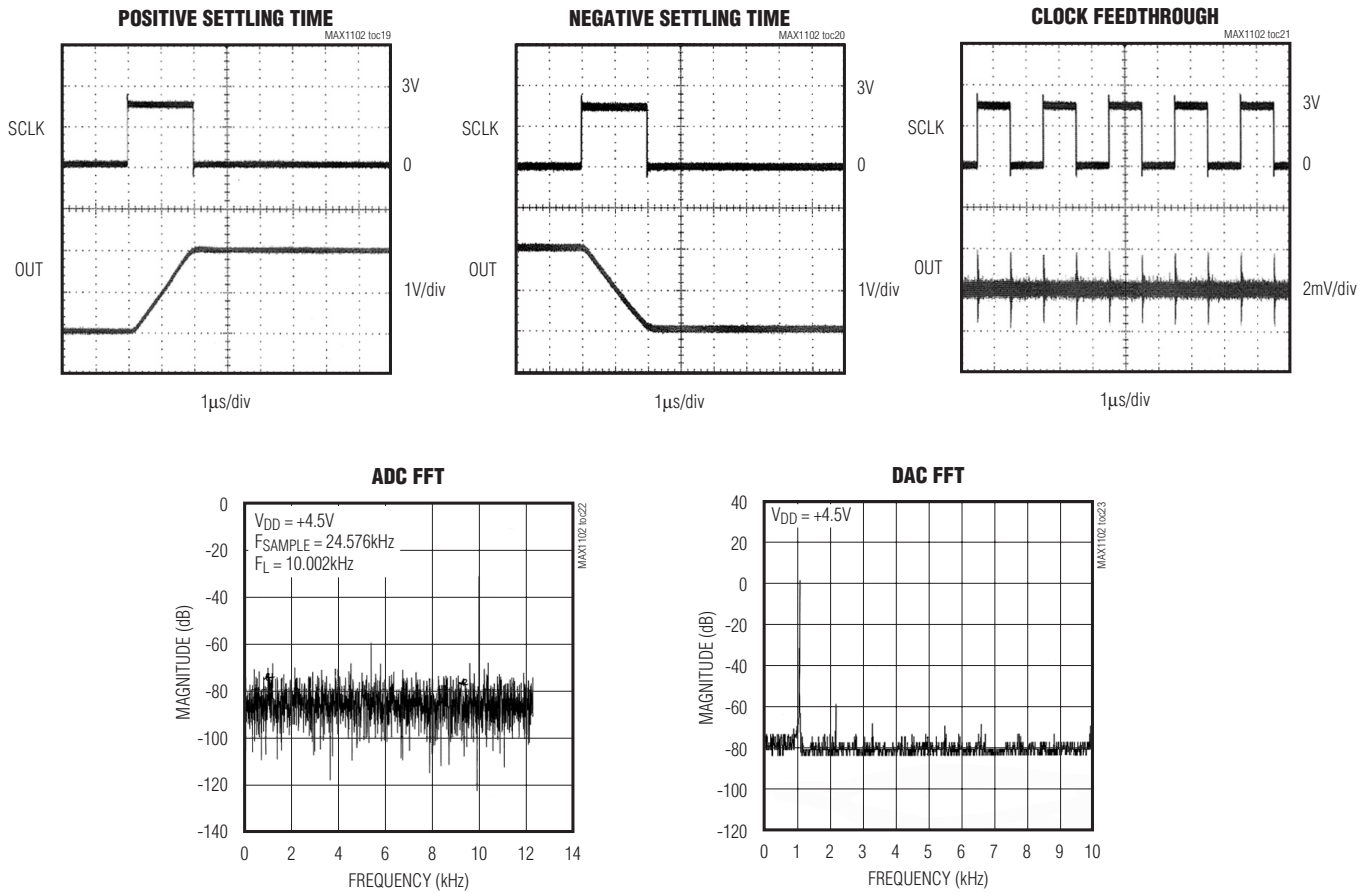 POSITIVE SETTLING TIME
MAX1102 toc19
SCLK
3V
0
OUT
1V/div
1μs/div
NEGATIVE SETTLING TIME
MAX1102 toc20
SCLK
3V
0
OUT
1V/div
1μs/div
CLOCK FEEDTHROUGH
MAX1102 toc21
SCLK
3V
0
OUT
2mV/div
1μs/div
ADC FFT
MAX1102 toc22
VDD = +4.5V
FSAMPLE = 24.576kHz
FL = 10.002kHz
MAGNITUDE (dB)
0
-20
-40
-60
-80
-100
-120
-140
0 2 4 6 8 10 12 14
FREQUENCY (kHz)
DAC FFT
MAX1102 toc23
VDD = +4.5V
MAGNITUDE (dB)
40
20
0
-20
-40
-60
-80
-100
-120
0 1 2 3 4 5 6 7 8 9 10
FREQUENCY (kHz)